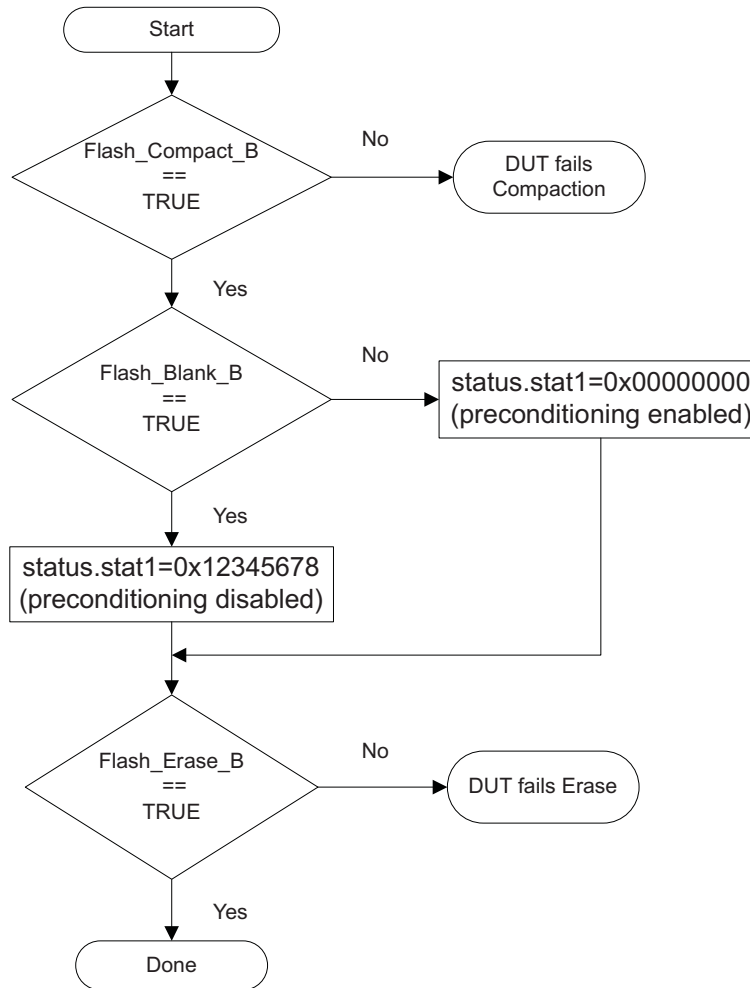 Start
Flash_Compact_B
==
TRUE
No
DUT fails
Compaction
Yes
Flash_Blank_B
==
TRUE
No
status.stat1=0x00000000
(preconditioning enabled)
Yes
status.stat1=0x12345678
(preconditioning disabled)
Flash_Erase_B
==
TRUE
No
DUT fails Erase
Yes
Done